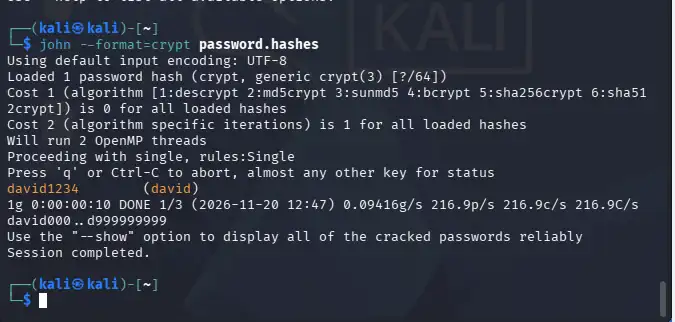 ┌──(kali㉿kali)-[~]
└─$ john --format=crypt password.hashes
Using default input encoding: UTF-8
Loaded 1 password hash (crypt, generic crypt(3) [?/64])
Cost 1 (algorithm [1:descrypt 2:md5crypt 3:sunmd5 4:bcrypt 5:sha256crypt 6:sha51
2crypt]) is 0 for all loaded hashes
Cost 2 (algorithm specific iterations) is 1 for all loaded hashes
Will run 2 OpenMP threads
Proceeding with single, rules:Single
Press 'q' or Ctrl-C to abort, almost any other key for status
david1234        (david)
1g 0:00:00:10 DONE 1/3 (2026-11-20 12:47) 0.09416g/s 216.9p/s 216.9c/s 216.9C/s
david000..d999999999
Use the "--show" option to display all of the cracked passwords reliably
Session completed.
┌──(kali㉿kali)-[~]
└─$
KALI